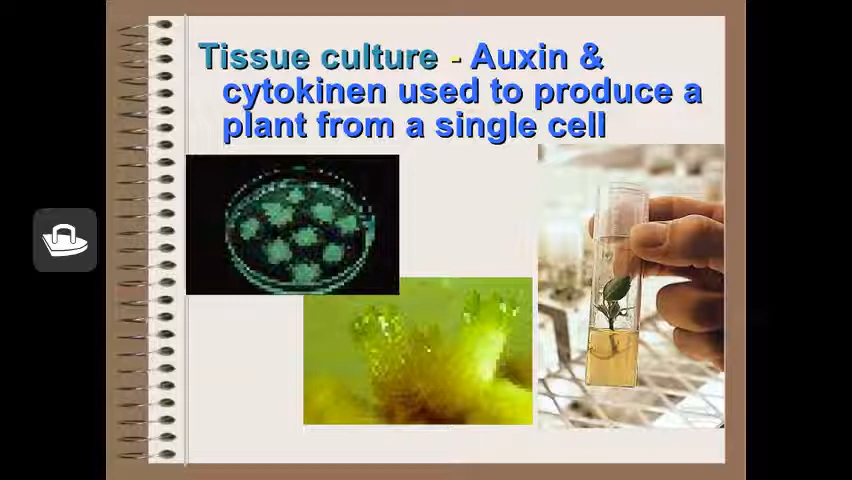 Tissue culture - Auxin &
cytokinen used to produce a
plant from a single cell